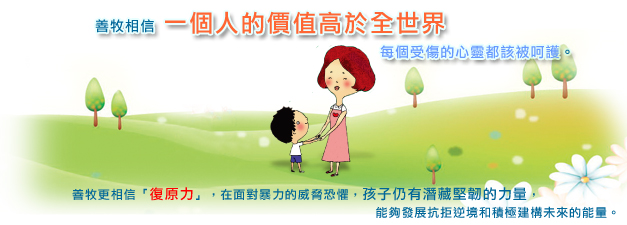 善牧相信 一個人的價值高於全世界
每個受傷的心靈都該被呵護。
善牧更相信「復原力」，在面對暴力的威脅恐懼，孩子仍有潛藏堅韌的力量，
能夠發展抗拒逆境和積極建構未來的能量。